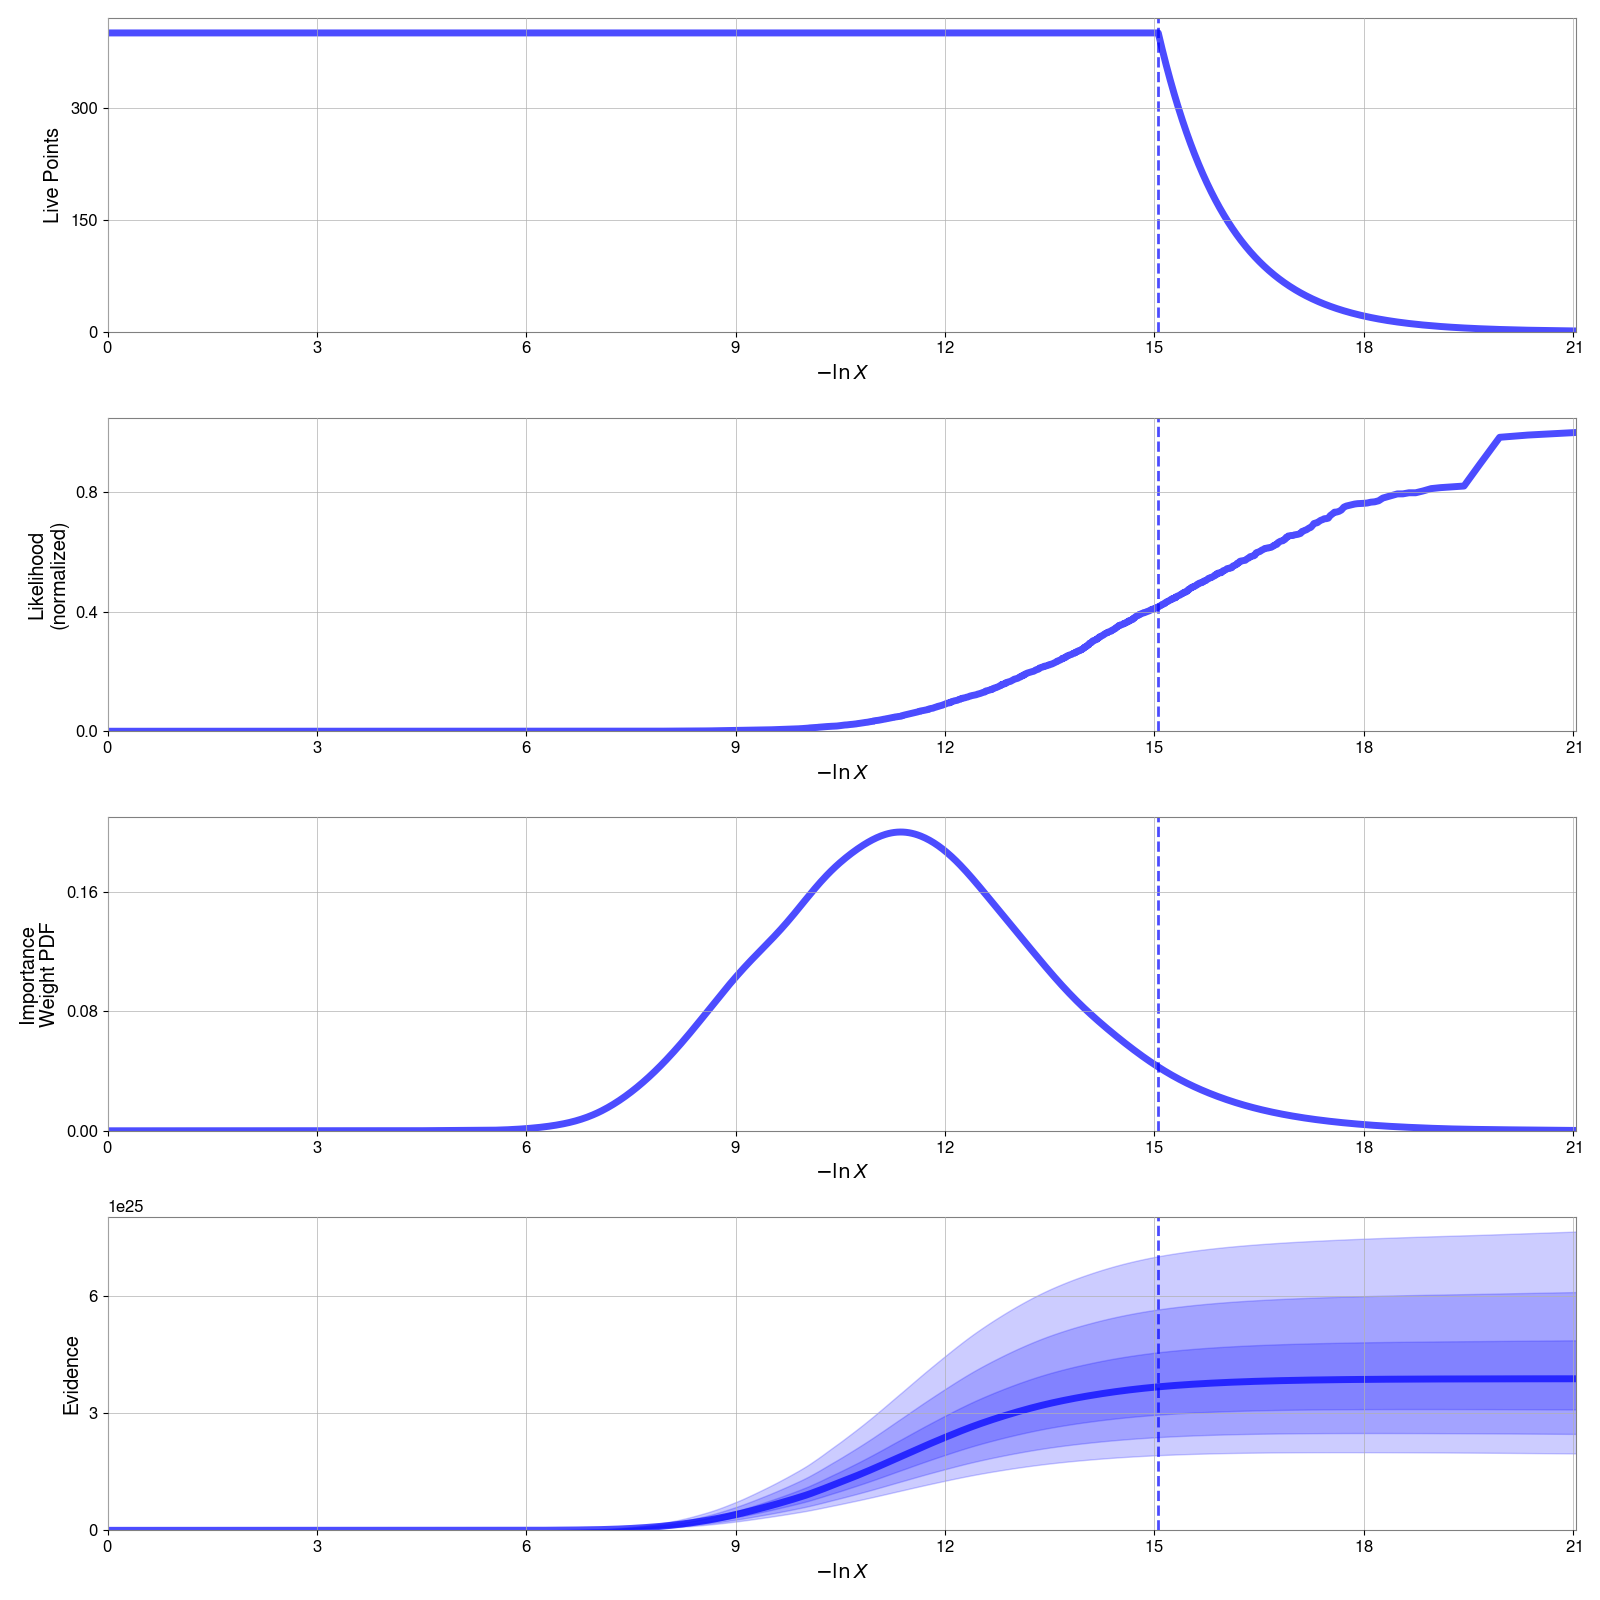 300
150
0
Live Points
0 3 6 9 12 15 18 21
−ln X
0.8
0.4
0.0
Likelihood
(normalized)
0 3 6 9 12 15 18 21
−ln X
0.16
0.08
0.00
Importance
Weight PDF
0 3 6 9 12 15 18 21
−ln X
1e25
6
3
0
Evidence
0 3 6 9 12 15 18 21
−ln X